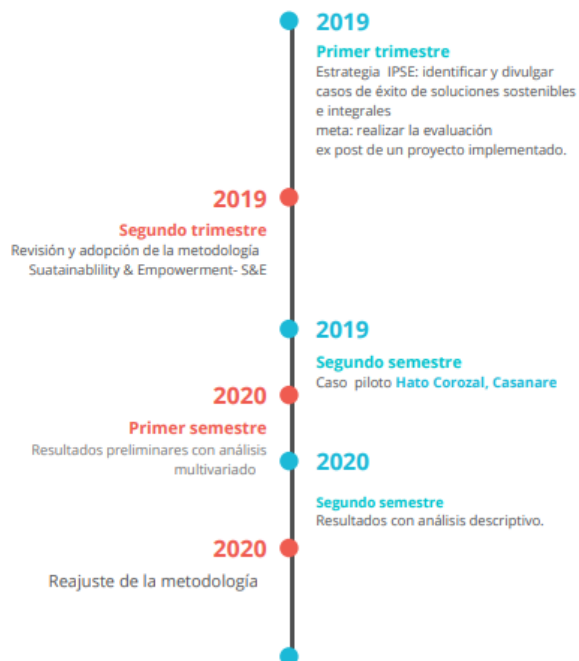 2019
Primer trimestre
Estrategia IPSE: identificar y divulgar
casos de éxito de soluciones sostenibles
e integrales
meta: realizar la evaluación
ex post de un proyecto implementado.
2019
Segundo trimestre
Revisión y adopción de la metodología
Suatainablility & Empowerment- S&E
2019
Segundo semestre
Caso piloto Hato Corozal, Casanare
2020
Primer semestre
Resultados preliminares con análisis
multivariado
2020
Segundo semestre
Resultados con análisis descriptivo.
2020
Reajuste de la metodología